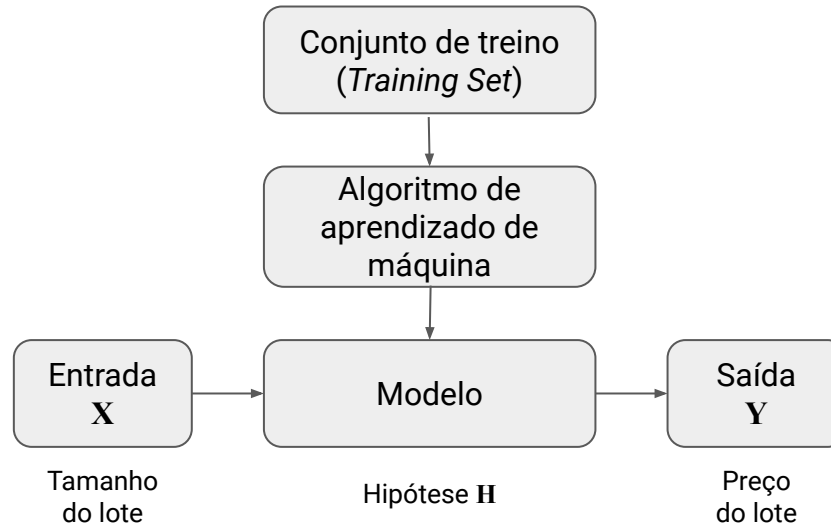 Conjunto de treino
(Training Set)
Algoritmo de
aprendizado de
máquina
Entrada
X
Modelo
Saída
Y
Tamanho
do lote
Hipótese H
Preço
do lote